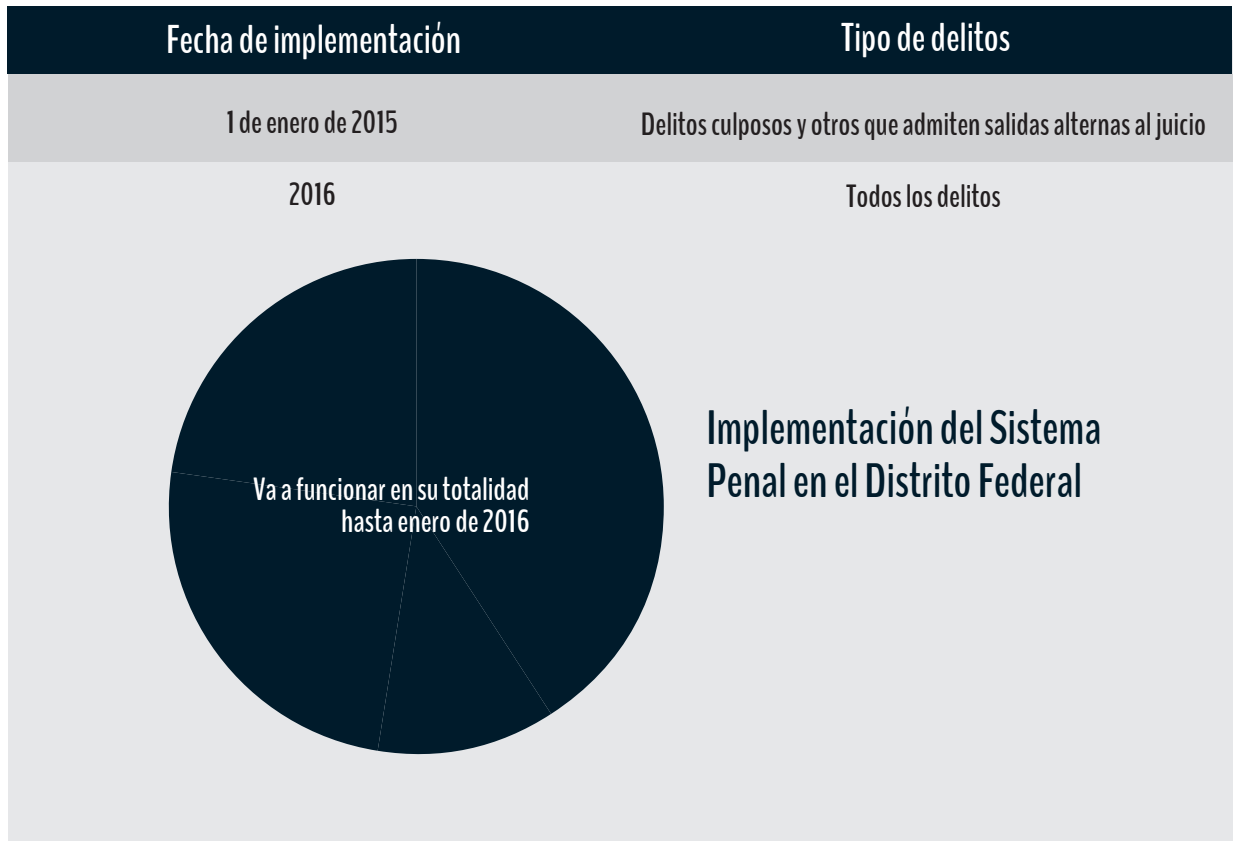 Fecha de implementación
Tipo de delitos
1 de enero de 2015
Delitos culposos y otros que admiten salidas alternas al juicio
2016
Todos los delitos
Va a funcionar en su totalidad
hasta enero de 2016
Implementación del Sistema
Penal en el Distrito Federal